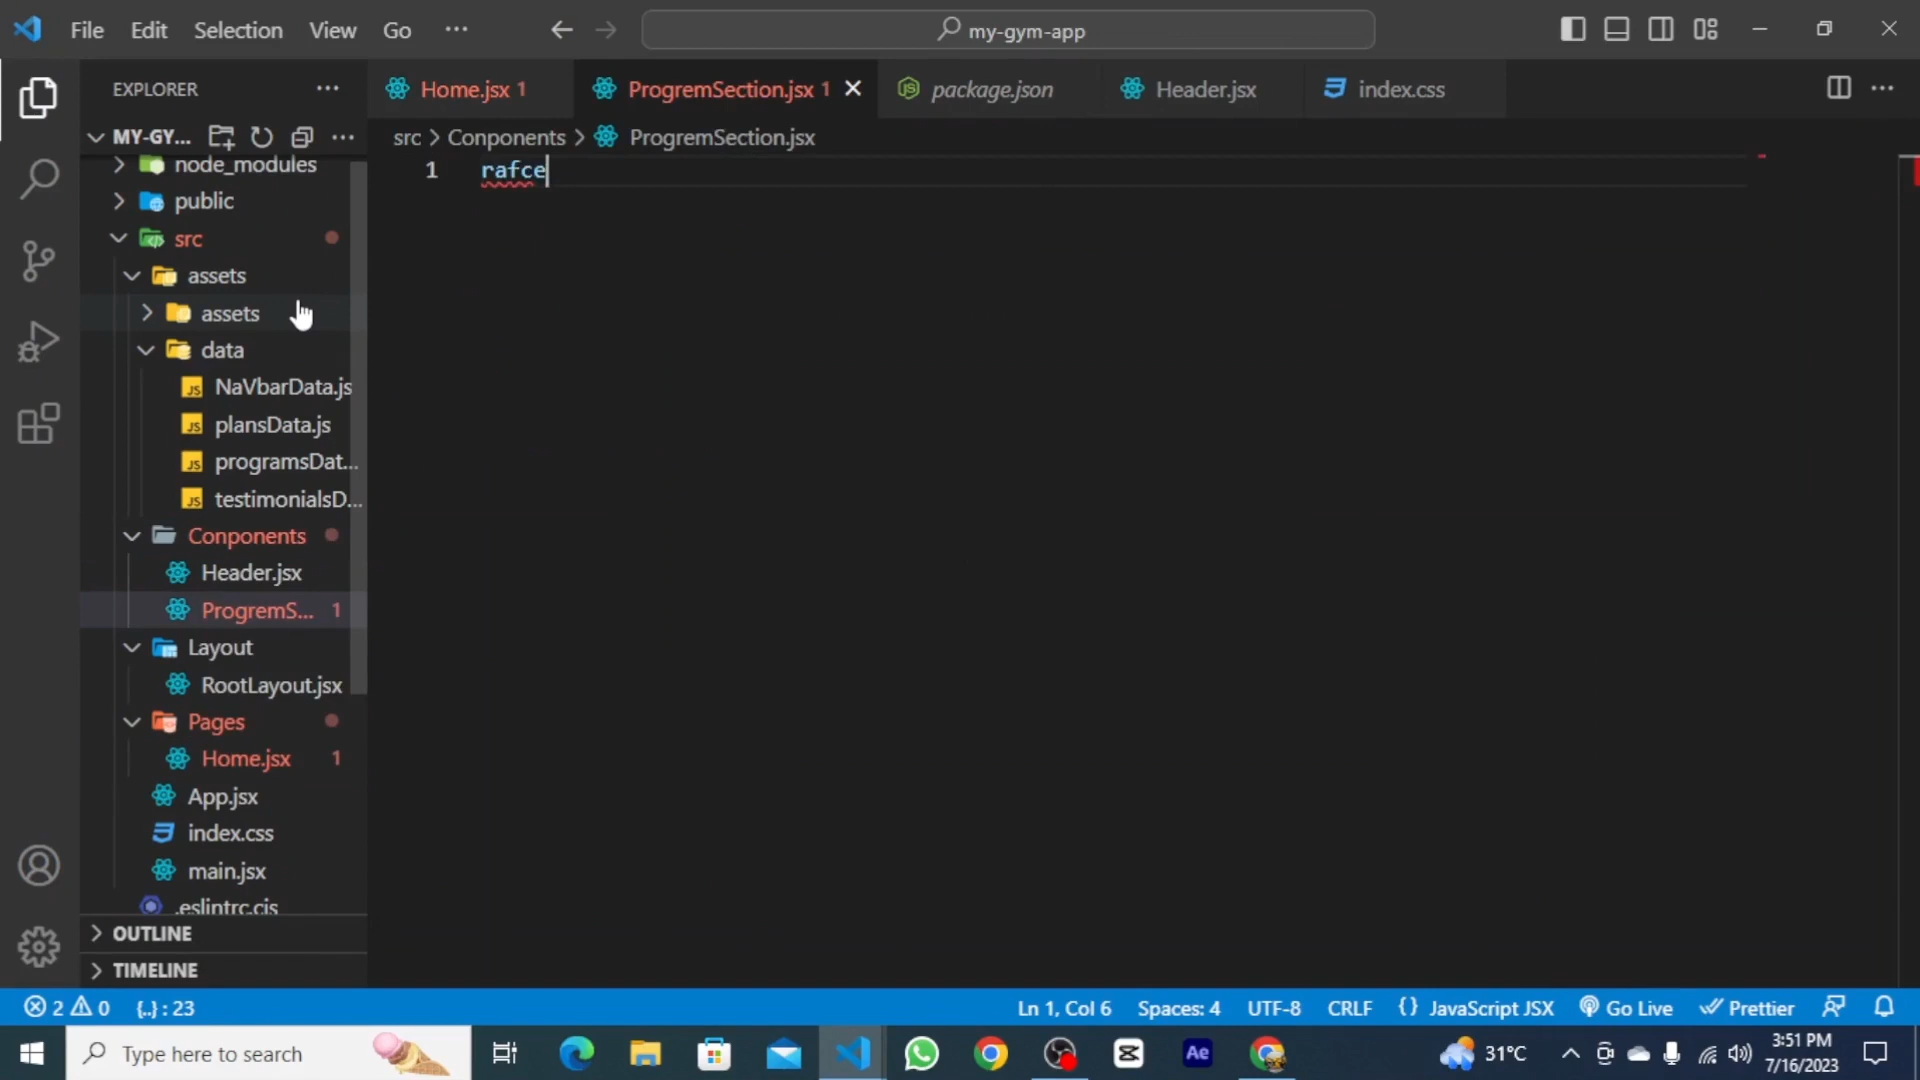 File Edit Selection View Go ··· my-gym-app
EXPLORER ···
Home.jsx 1 ProgremSection.jsx 1 package.json Header.jsx index.css
MY-GY... ···
src > Conponents > ProgremSection.jsx
1 rafce
node_modules
public
src
assets
assets
data
NaVbarData.js
plansData.js
programsDat...
testimonialsD...
Conponents
Header.jsx
ProgremS... 1
Layout
RootLayout.jsx
Pages
Home.jsx 1
App.jsx
index.css
main.jsx
.eslintrc.cjs
OUTLINE
TIMELINE
2 0 {..} : 23 Ln 1, Col 6 Spaces: 4 UTF-8 CRLF {} JavaScript JSX Go Live Prettier
Type here to search Ae 31°C 3:51 PM
7/16/2023